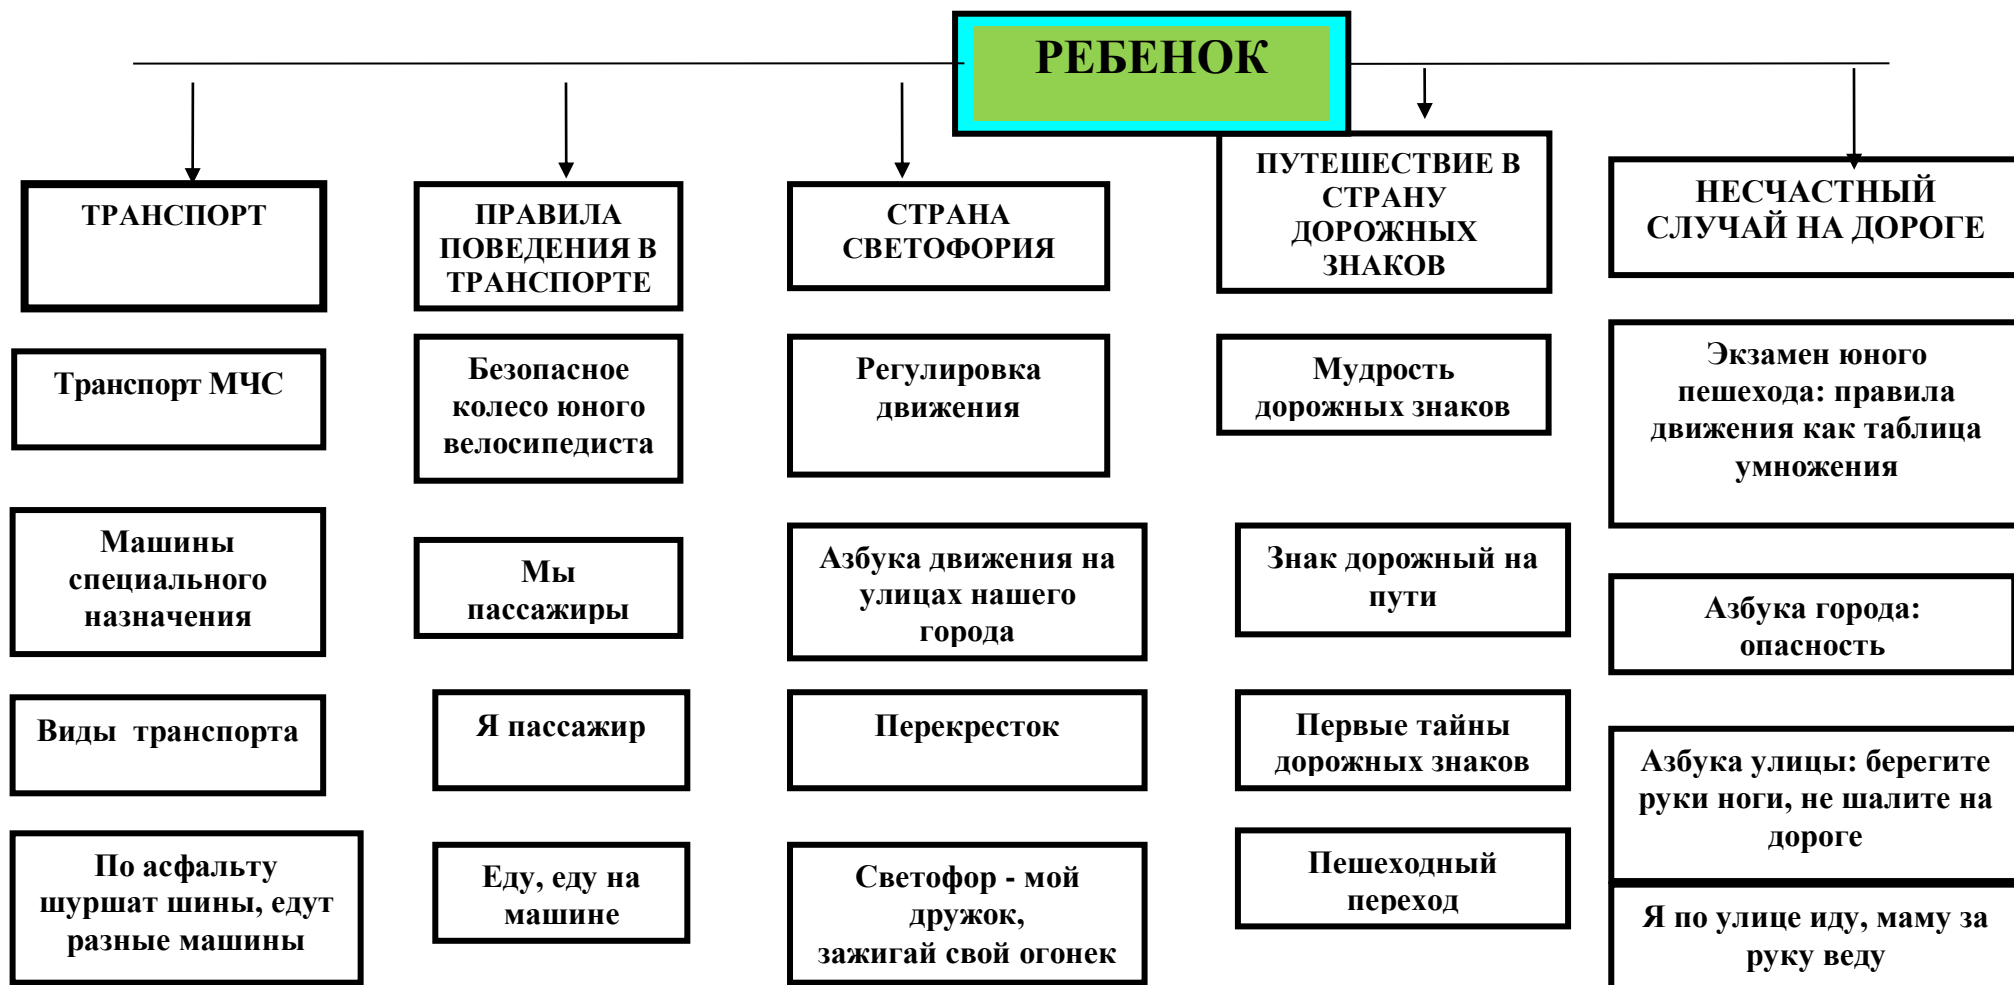 РЕБЕНОК
ТРАНСПОРТ
ПРАВИЛА
ПОВЕДЕНИЯ В
ТРАНСПОРТЕ
СТРАНА
СВЕТОФОРИЯ
ПУТЕШЕСТВИЕ В
СТРАНУ
ДОРОЖНЫХ
ЗНАКОВ
НЕСЧАСТНЫЙ
СЛУЧАЙ НА ДОРОГЕ
Транспорт МЧС
Безопасное
колесо юного
велосипедиста
Регулировка
движения
Мудрость
дорожных знаков
Экзамен юного
пешехода: правила
движения как таблица
умножения
Машины
специального
назначения
Мы
пассажиры
Азбука движения на
улицах нашего
города
Знак дорожный на
пути
Азбука города:
опасность
Виды транспорта
Я пассажир
Перекресток
Первые тайны
дорожных знаков
Азбука улицы: берегите
руки ноги, не шалите на
дороге
По асфальту
шуршат шины, едут
разные машины
Еду, еду на
машине
Светофор - мой
дружок,
зажигай свой огонек
Пешеходный
переход
Я по улице иду, маму за
руку веду